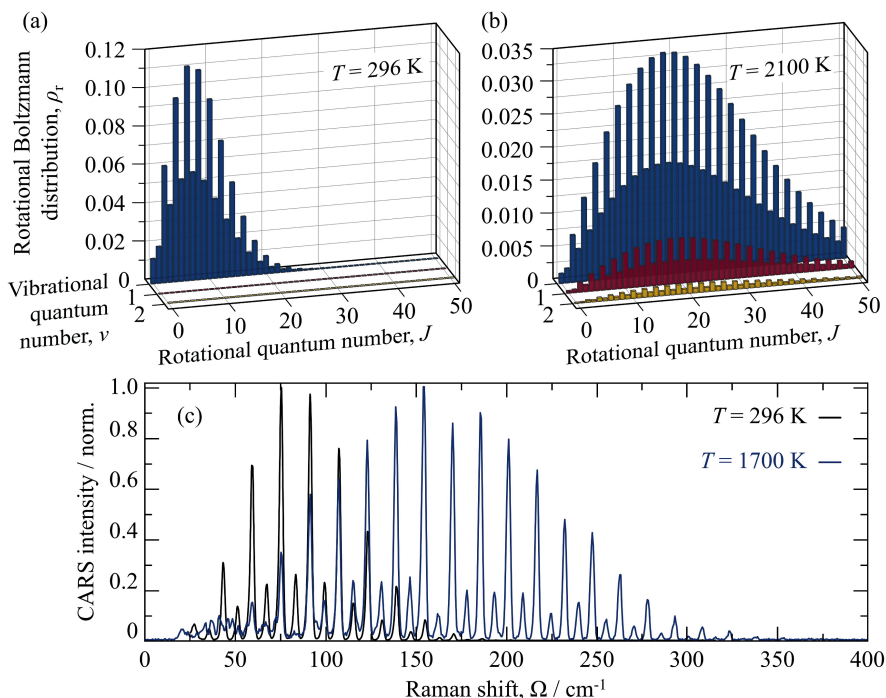 (a)
(b)
Rotational Boltzmann
distribution, ρr
0.12
0.10
0.08
0.06
0.04
0.02
0
T = 296 K
0.035
0.030
0.025
0.020
0.015
0.010
0.005
0
T = 2100 K
Vibrational
quantum
number, v
1
2
0
10
20
30
40
50
Rotational quantum number, J
1
2
0
10
20
30
40
50
Rotational quantum number, J
(c)
T = 296 K
T = 1700 K
CARS intensity / norm.
1.0
0.8
0.6
0.4
0.2
0
0
50
100
150
200
250
300
350
400
Raman shift, Ω / cm⁻¹